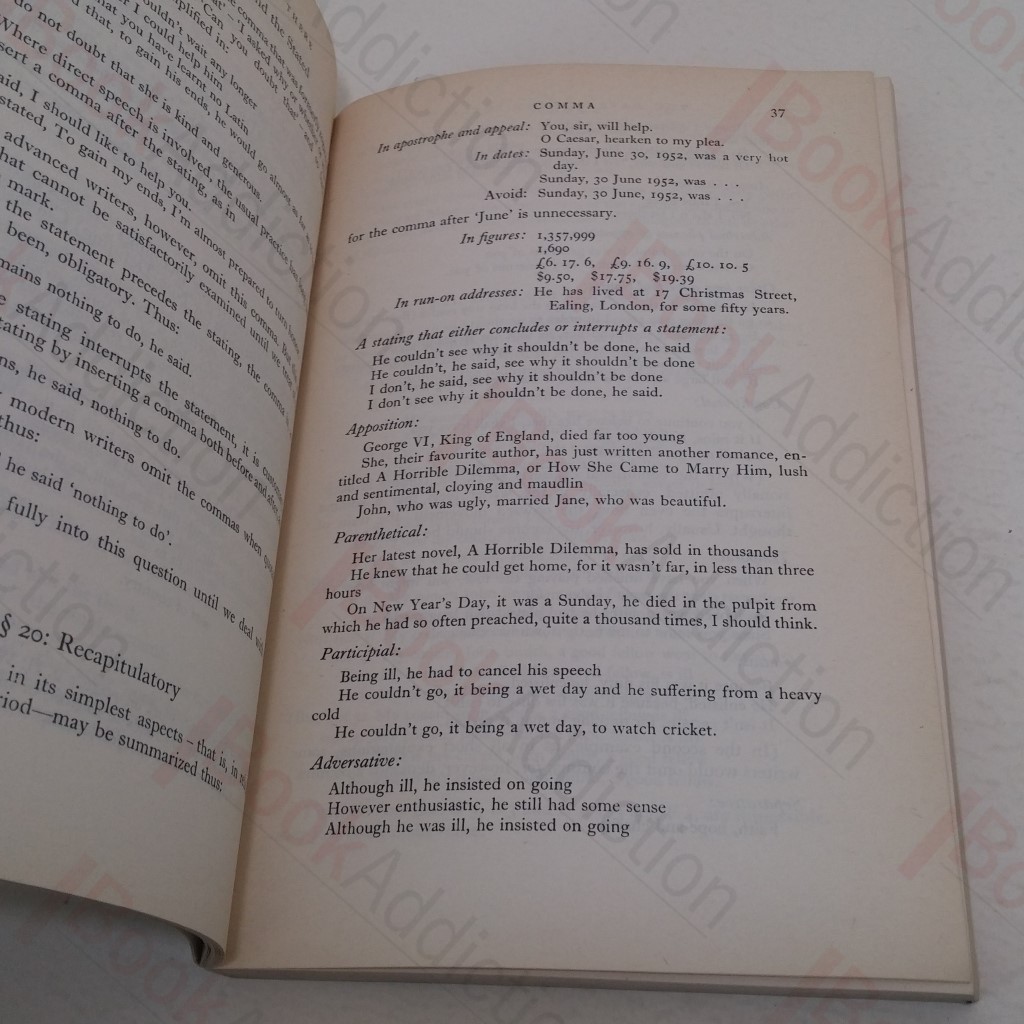 THAT
ouldn't wait any longer
r I could help him
hat you have learnt no Latin
d that, to gain his ends, he would go almost as far
do not doubt that she is kind and generous.
Where direct speech is involved, the usual practice
sert a comma after the stating, as in
aid, I should like to help you.
stated, To gain my ends, I'm almost prepared to turn
advanced writers, however, omit this comma. But
hat cannot be satisfactorily examined until we
mark.
the statement precedes the stating, the comma
been, obligatory. Thus:
mains nothing to do, he said.
stating interrupts the statement, it is
tating by inserting a comma both before and after
ns, he said, nothing to do.
modern writers omit the commas when
thus:
he said 'nothing to do'.
fully into this question until we deal with
§ 20: Recapitulatory
in its simplest aspects – that is, in
riod—may be summarized thus:
COMMA 37
In apostrophe and appeal: You, sir, will help.
O Caesar, hearken to my plea.
In dates: Sunday, June 30, 1952, was a very hot
day.
Sunday, 30 June 1952, was . . .
Avoid: Sunday, 30 June, 1952, was . . .
for the comma after 'June' is unnecessary.
In figures: 1,357,999
1,690
£6. 17. 6, £9. 16. 9, £10. 10. 5
$9.50, $17.75, $19.39
In run-on addresses: He has lived at 17 Christmas Street,
Ealing, London, for some fifty years.
A stating that either concludes or interrupts a statement:
He couldn't see why it shouldn't be done, he said
He couldn't, he said, see why it shouldn't be done
I don't, he said, see why it shouldn't be done
I don't see why it shouldn't be done, he said.
Apposition:
George VI, King of England, died far too young
She, their favourite author, has just written another romance, en-
titled A Horrible Dilemma, or How She Came to Marry Him, lush
and sentimental, cloying and maudlin
John, who was ugly, married Jane, who was beautiful.
Parenthetical:
Her latest novel, A Horrible Dilemma, has sold in thousands
He knew that he could get home, for it wasn't far, in less than three
hours
On New Year's Day, it was a Sunday, he died in the pulpit from
which he had so often preached, quite a thousand times, I should think.
Participial:
Being ill, he had to cancel his speech
He couldn't go, it being a wet day and he suffering from a heavy
cold
He couldn't go, it being a wet day, to watch cricket.
Adversative:
Although ill, he insisted on going
However enthusiastic, he still had some sense
Although he was ill, he insisted on going
BookAddiction